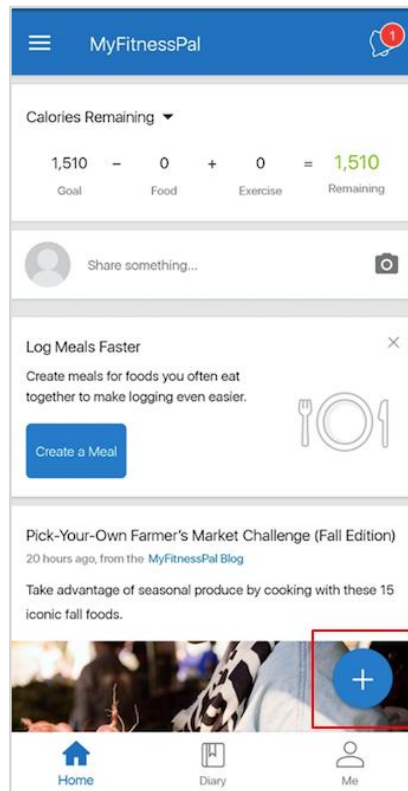 MyFitnessPal
1
Calories Remaining
1,510 – 0 + 0 = 1,510
Goal Food Exercise Remaining
Share something...
Log Meals Faster
Create meals for foods you often eat
together to make logging even easier.
Create a Meal
Pick-Your-Own Farmer's Market Challenge (Fall Edition)
20 hours ago, from the MyFitnessPal Blog
Take advantage of seasonal produce by cooking with these 15
iconic fall foods.
+
Home Diary Me